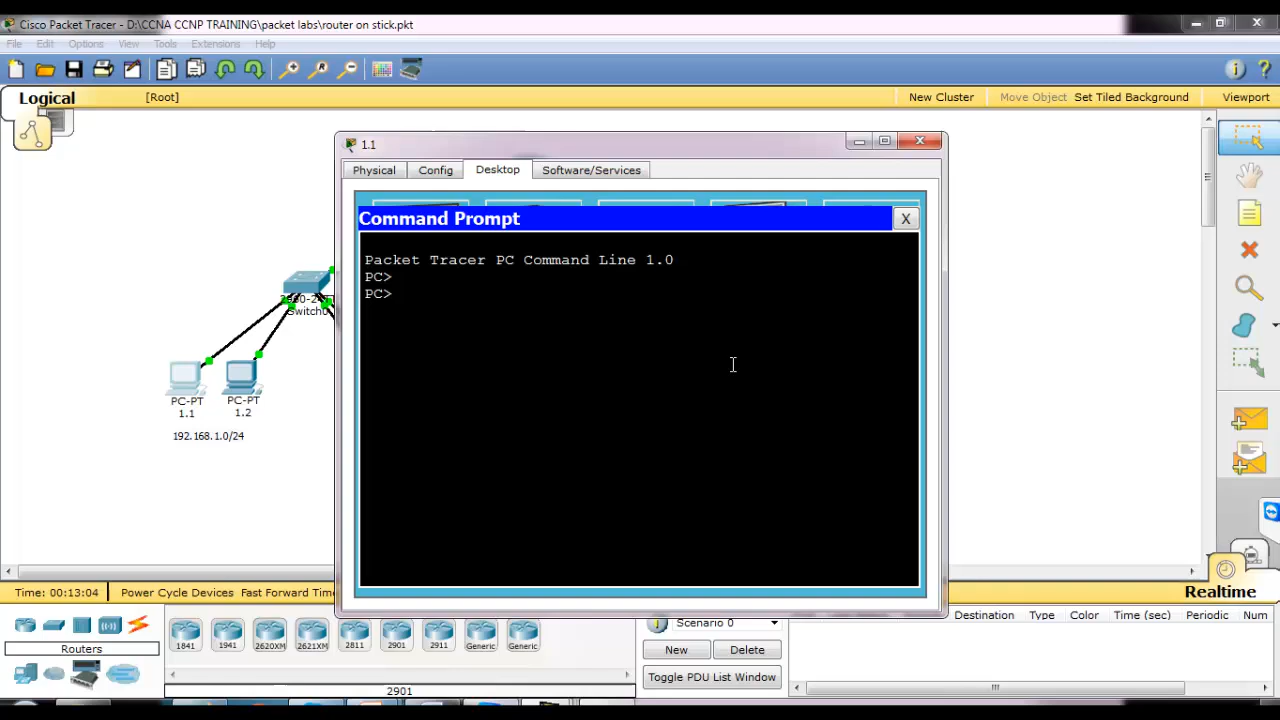 Cisco Packet Tracer - D:\CCNA CCNP TRAINING\packet labs\router on stick.pkt
File Edit Options View Tools Extensions Help
Logical [Root] New Cluster Move Object Set Tiled Background Viewport
1.1
Physical Config Desktop Software/Services
Command Prompt X
Packet Tracer PC Command Line 1.0
PC>
PC>
Switch0
PC-PT
1.1
PC-PT
1.2
192.168.1.0/24
Time: 00:13:04 Power Cycle Devices Fast Forward Time
Realtime
Routers
1841 1941 2620XM 2621XM 2811 2901 2911 Generic Generic
2901
Scenario 0
New Delete
Toggle PDU List Window
Destination Type Color Time (sec) Periodic Num